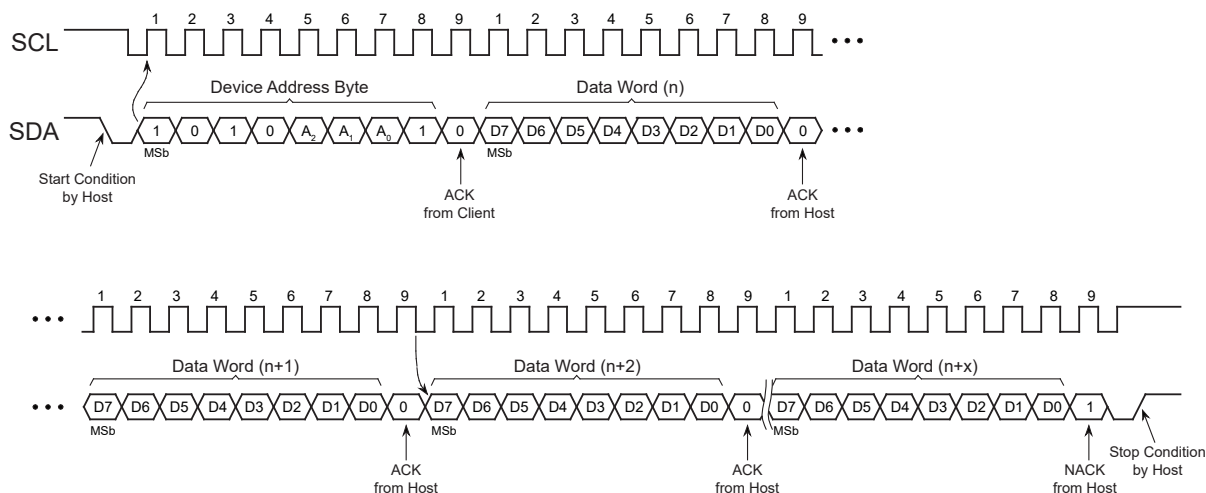 1 2 3 4 5 6 7 8 9 1 2 3 4 5 6 7 8 9
SCL
Device Address Byte Data Word (n)
SDA 1 0 1 0 A2 A1 A0 1 0 D7 D6 D5 D4 D3 D2 D1 D0 0
MSb MSb
Start Condition
by Host
ACK
from Client
ACK
from Host
1 2 3 4 5 6 7 8 9 1 2 3 4 5 6 7 8 9 1 2 3 4 5 6 7 8 9
Data Word (n+1) Data Word (n+2) Data Word (n+x)
D7 D6 D5 D4 D3 D2 D1 D0 0 D7 D6 D5 D4 D3 D2 D1 D0 0 D7 D6 D5 D4 D3 D2 D1 D0 1
MSb MSb MSb
ACK
from Host
ACK
from Host
NACK
from Host
Stop Condition
by Host